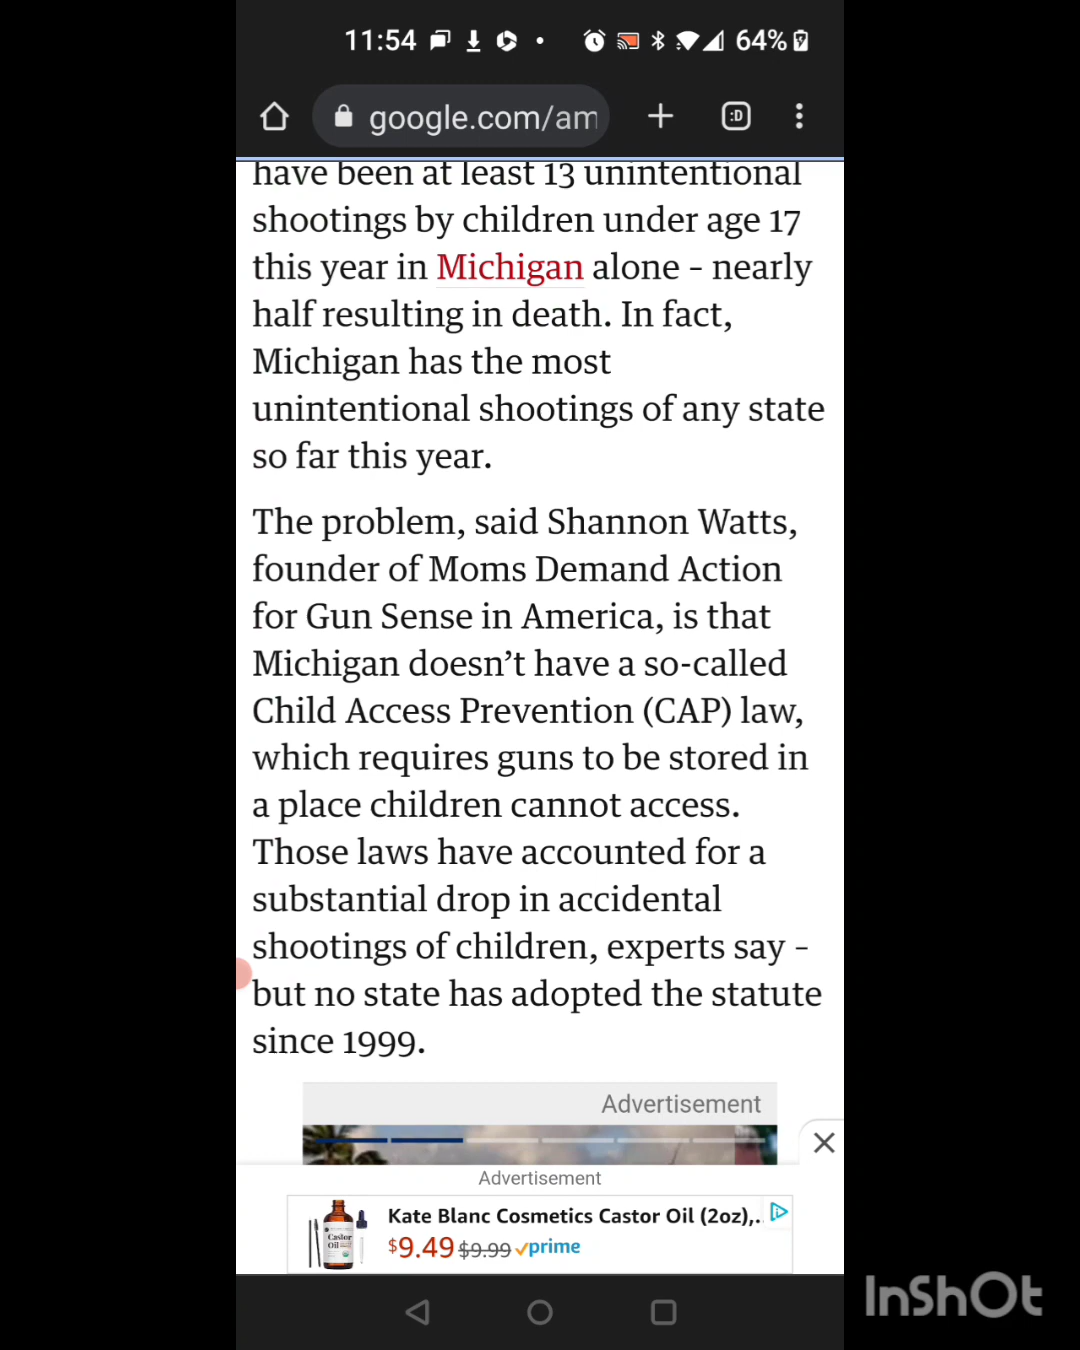 11:54
64%
google.com/am
:D
have been at least 13 unintentional
shootings by children under age 17
this year in Michigan alone – nearly
half resulting in death. In fact,
Michigan has the most
unintentional shootings of any state
so far this year.
The problem, said Shannon Watts,
founder of Moms Demand Action
for Gun Sense in America, is that
Michigan doesn’t have a so-called
Child Access Prevention (CAP) law,
which requires guns to be stored in
a place children cannot access.
Those laws have accounted for a
substantial drop in accidental
shootings of children, experts say –
but no state has adopted the statute
since 1999.
Advertisement
Advertisement
Kate Blanc Cosmetics Castor Oil (2oz),..
$9.49 $9.99 prime
Castor
Oil
InShOt